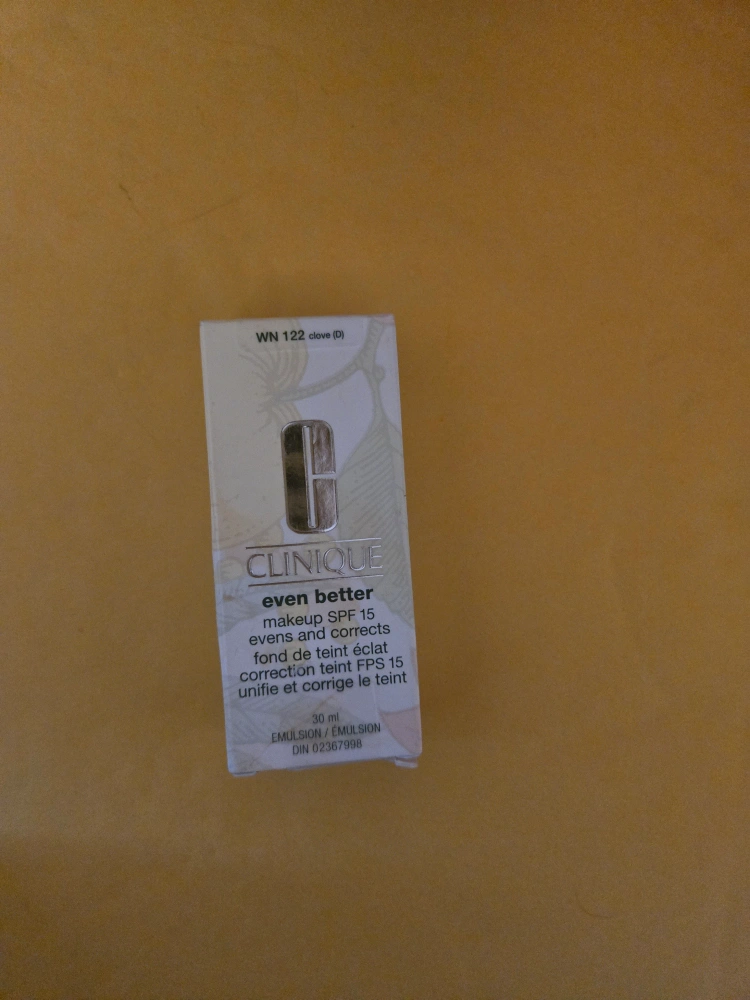 WN 122 clove (D)
CLINIQUE
even better
makeup SPF 15
evens and corrects
fond de teint éclat
correction teint FPS 15
unifie et corrige le teint
30 ml
EMULSION / ÉMULSION
DIN 02367998